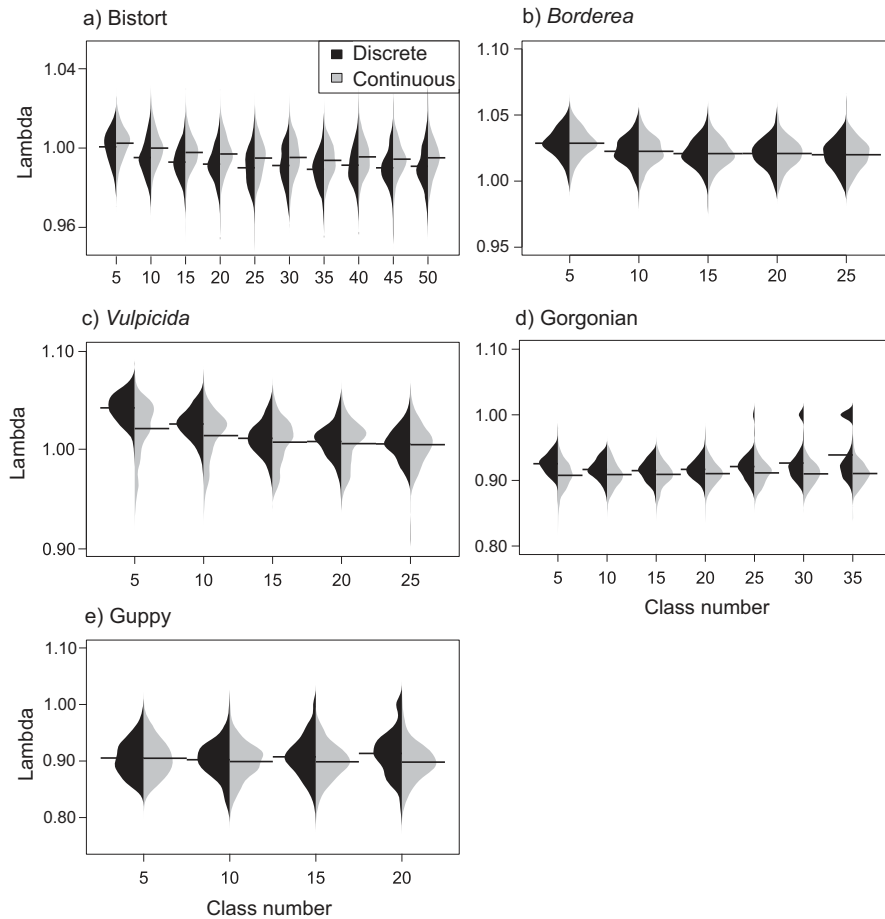 a) Bistort
Discrete
Continuous
Lambda
1.04
1.00
0.96
5 10 15 20 25 30 35 40 45 50
b) Borderea
1.10
1.05
1.00
0.95
5 10 15 20 25
c) Vulpicida
Lambda
1.10
1.00
0.90
5 10 15 20 25
d) Gorgonian
1.10
1.00
0.90
0.80
5 10 15 20 25 30 35
Class number
e) Guppy
Lambda
1.10
1.00
0.90
0.80
5 10 15 20
Class number